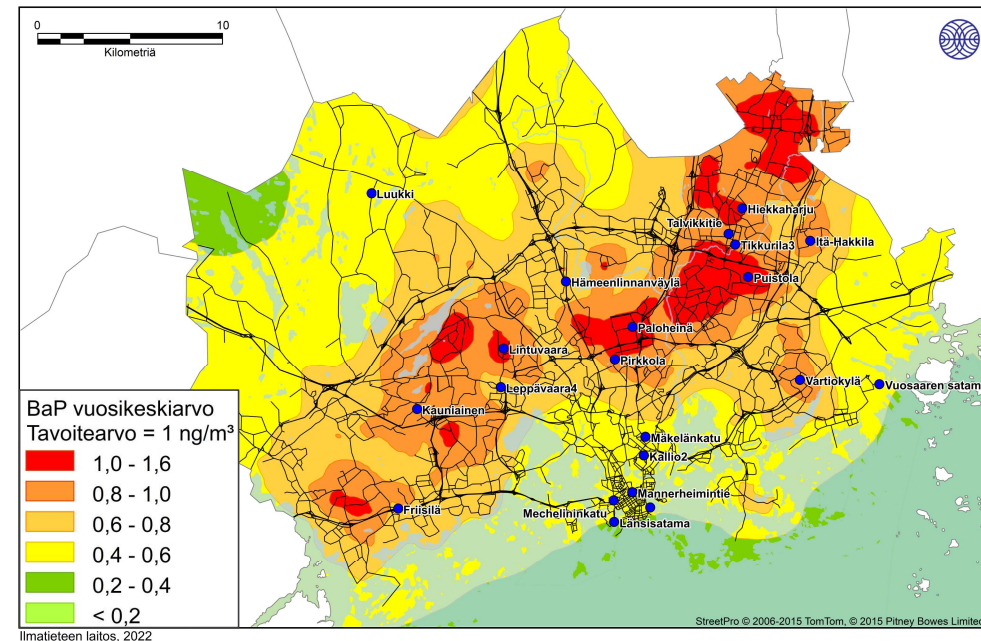 0 10
Kilometriä
Luukki
Hiekkaharju
Talvikkitie
Tikkurila3
Itä-Hakkila
Puistola
Hämeenlinnanväylä
Paloheinä
Lintuvaara
Pirkkola
Leppävaara4
Vartiokylä
Vuosaaren satam
Kauniainen
Mäkelänkatu
Kallio2
Mannerheimintie
Friisilä
Mechelininkatu
Länsisatama
BaP vuosikeskiarvo
Tavoitearvo = 1 ng/m³
1,0 - 1,6
0,8 - 1,0
0,6 - 0,8
0,4 - 0,6
0,2 - 0,4
< 0,2
StreetPro © 2006-2015 TomTom, © 2015 Pitney Bowes Limited
Ilmatieteen laitos, 2022